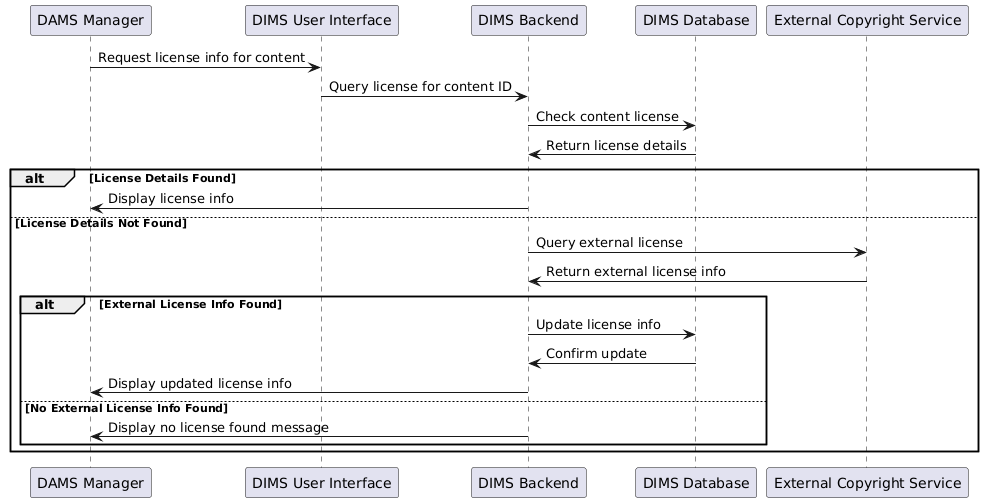 DAMS Manager DIMS User Interface DIMS Backend DIMS Database External Copyright Service
Request license info for content
Query license for content ID
Check content license
Return license details
alt [License Details Found]
Display license info
[License Details Not Found]
Query external license
Return external license info
alt [External License Info Found]
Update license info
Confirm update
Display updated license info
[No External License Info Found]
Display no license found message
DAMS Manager DIMS User Interface DIMS Backend DIMS Database External Copyright Service